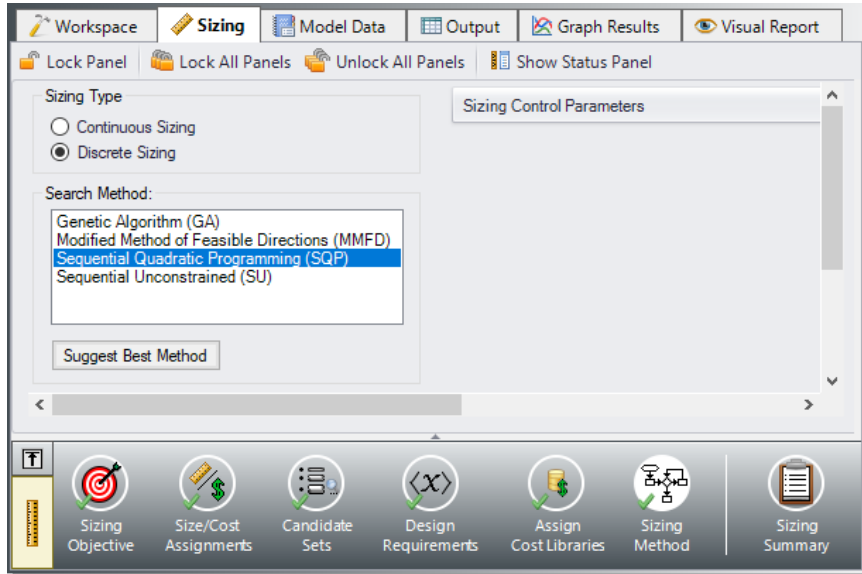 Workspace
Sizing
Model Data
Output
Graph Results
Visual Report
Lock Panel
Lock All Panels
Unlock All Panels
Show Status Panel
Sizing Type
Continuous Sizing
Discrete Sizing
Sizing Control Parameters
Search Method:
Genetic Algorithm (GA)
Modified Method of Feasible Directions (MMFD)
Sequential Quadratic Programming (SQP)
Sequential Unconstrained (SU)
Suggest Best Method
Sizing
Objective
Size/Cost
Assignments
Candidate
Sets
Design
Requirements
Assign
Cost Libraries
Sizing
Method
Sizing
Summary